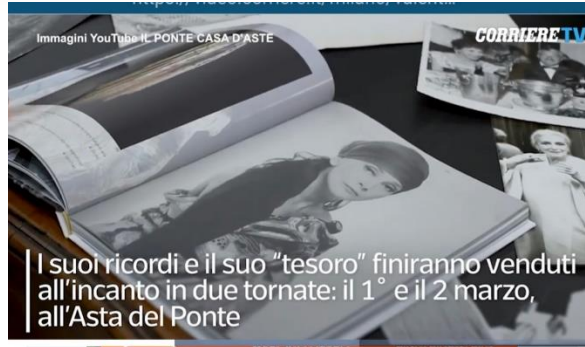 Immagini YouTube IL PONTE CASA D'ASTE
CORRIERE TV
I suoi ricordi e il suo “tesoro” finiranno venduti
all’incanto in due tornate: il 1° e il 2 marzo,
all’Asta del Ponte